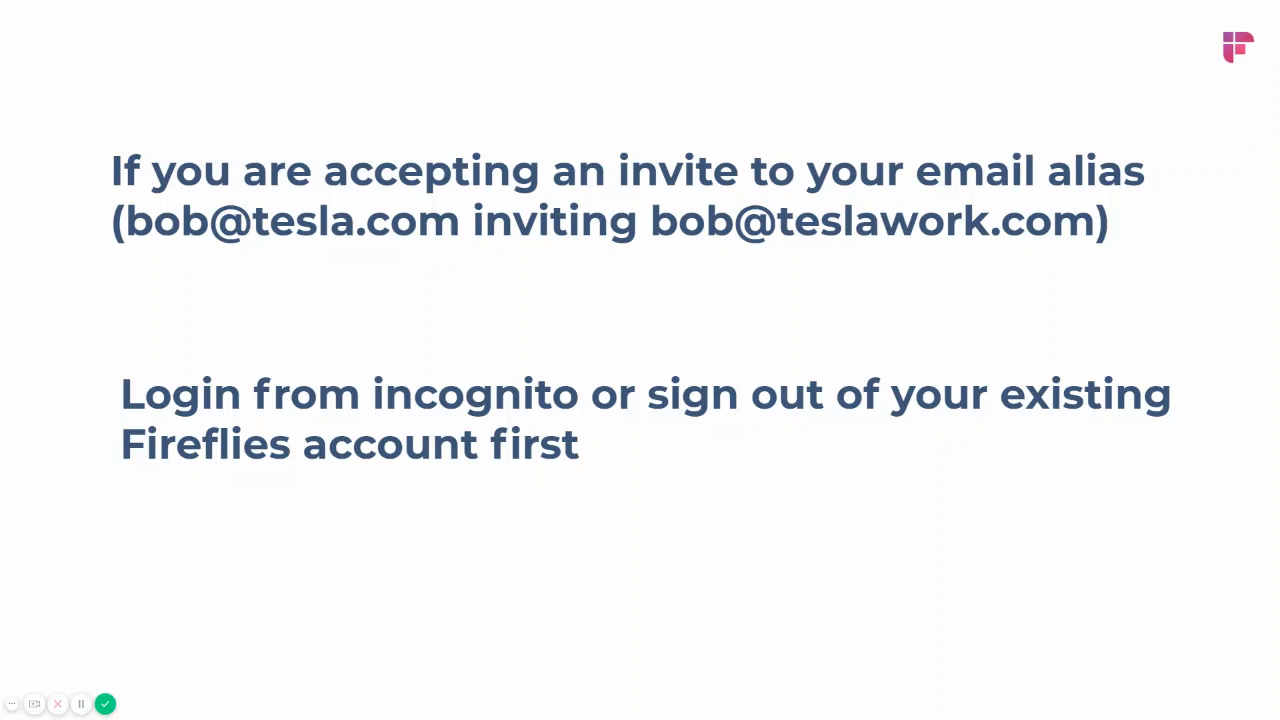 If you are accepting an invite to your email alias
(bob@tesla.com inviting bob@teslawork.com)
Login from incognito or sign out of your existing
Fireflies account first